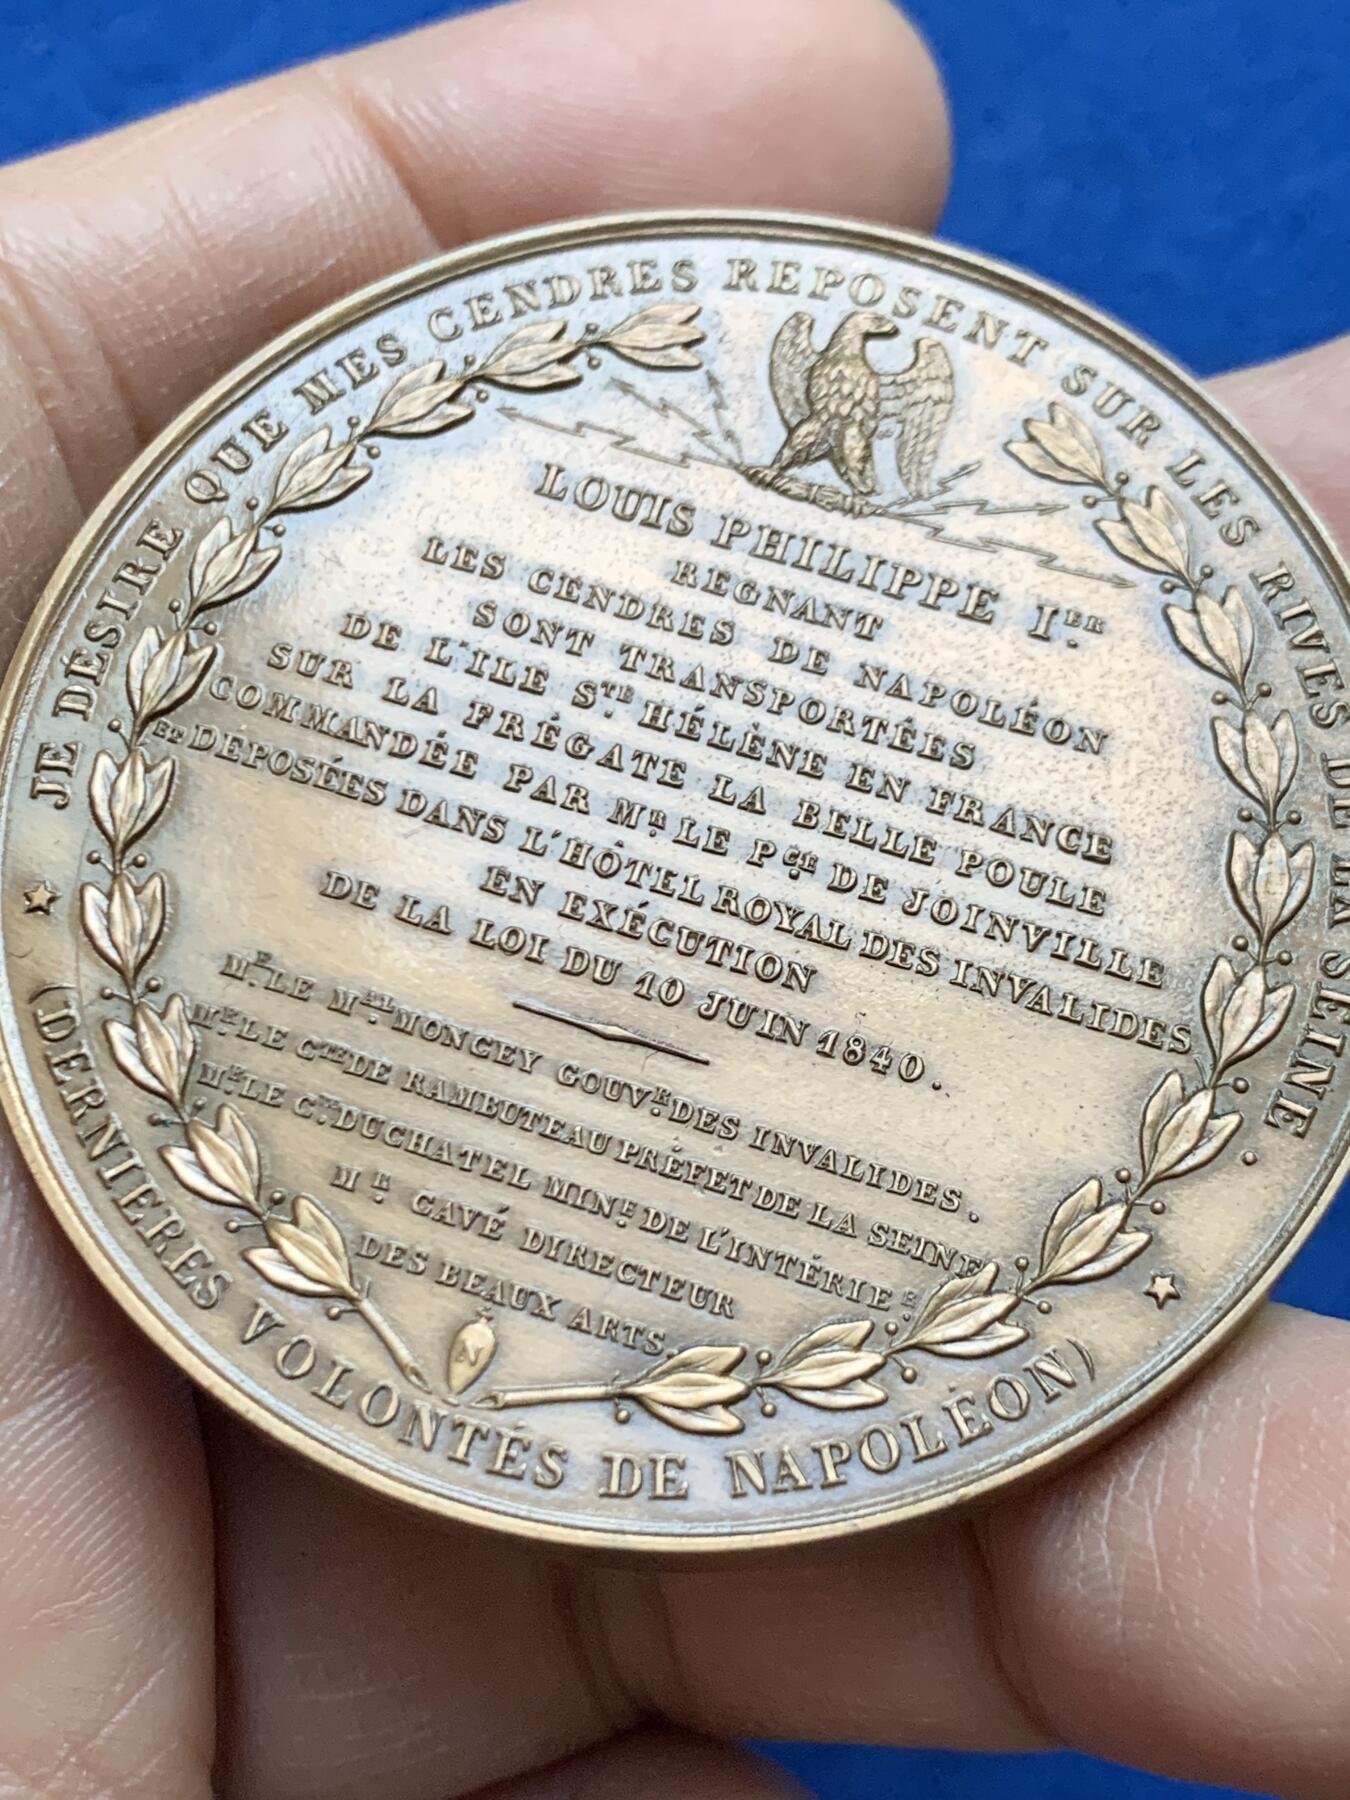 JE DÉSIRE QUE MES CENDRES REPOSENT SUR LES RIVES DE LA SEINE.
LOUIS PHILIPPE IER.
REGNANT
LES CENDRES DE NAPOLÉON
SONT TRANSPORTÉES
DE L'ILE STE. HÉLÈNE EN FRANCE
SUR LA FRÉGATE LA BELLE POULE
COMMANDÉE PAR MR. LE PCE. DE JOINVILLE
ET DÉPOSÉES DANS L'HÔTEL ROYAL DES INVALIDES
EN EXÉCUTION
DE LA LOI DU 10 JUIN 1840.
MR. LE MAL. MONCEY GOUVR. DES INVALIDES.
MR. LE CTE. DE RAMBUTEAU PRÉFET DE LA SEINE
MR. LE CTE. DUCHATEL MINE. DE L'INTÉRIER
MR. CAVÉ DIRECTEUR
DES BEAUX ARTS.
N
(DERNIERES VOLONTÉS DE NAPOLÉON)